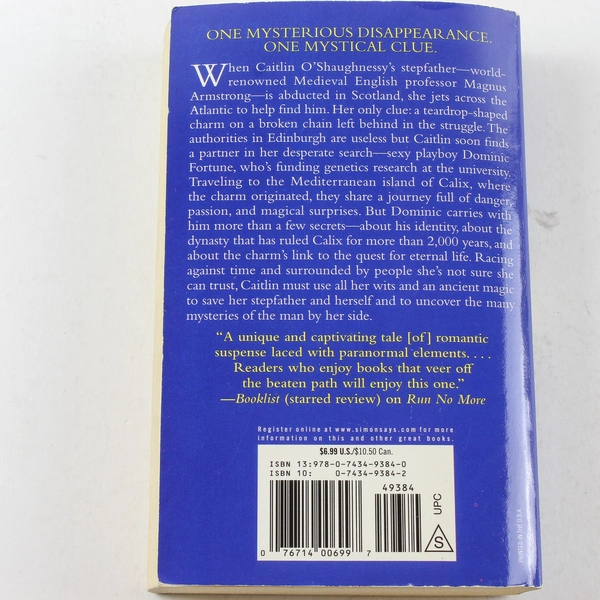 ONE MYSTERIOUS DISAPPEARANCE.
ONE MYSTICAL CLUE.
When Caitlin O'Shaughnessy's stepfather—world-
renowned Medieval English professor Magnus
Armstrong—is abducted in Scotland, she jets across the
Atlantic to help find him. Her only clue: a teardrop-shaped
charm on a broken chain left behind in the struggle. The
authorities in Edinburgh are useless but Caitlin soon finds
a partner in her desperate search—sexy playboy Dominic
Fortune, who's funding genetics research at the university.
Traveling to the Mediterranean island of Calix, where
the charm originated, they share a journey full of danger,
passion, and magical surprises. But Dominic carries with
him more than a few secrets—about his identity, about the
dynasty that has ruled Calix for more than 2,000 years, and
about the charm's link to the quest for eternal life. Racing
against time and surrounded by people she's not sure she
can trust, Caitlin must use all her wits and an ancient magic
to save her stepfather and herself and to uncover the many
mysteries of the man by her side.
"A unique and captivating tale [of] romantic
suspense laced with paranormal elements. . . .
Readers who enjoy books that veer off
the beaten path will enjoy this one."
—Booklist (starred review) on Run No More
Register online at www.simonsays.com for more
information on this and other great books.
$6.99 U.S./$10.50 Can.
ISBN 13:978-0-7434-9384-0
ISBN 10: 0-7434-9384-2
49384
UPC
S
0 76714 00699 7
PRINTED IN THE U.S.A.